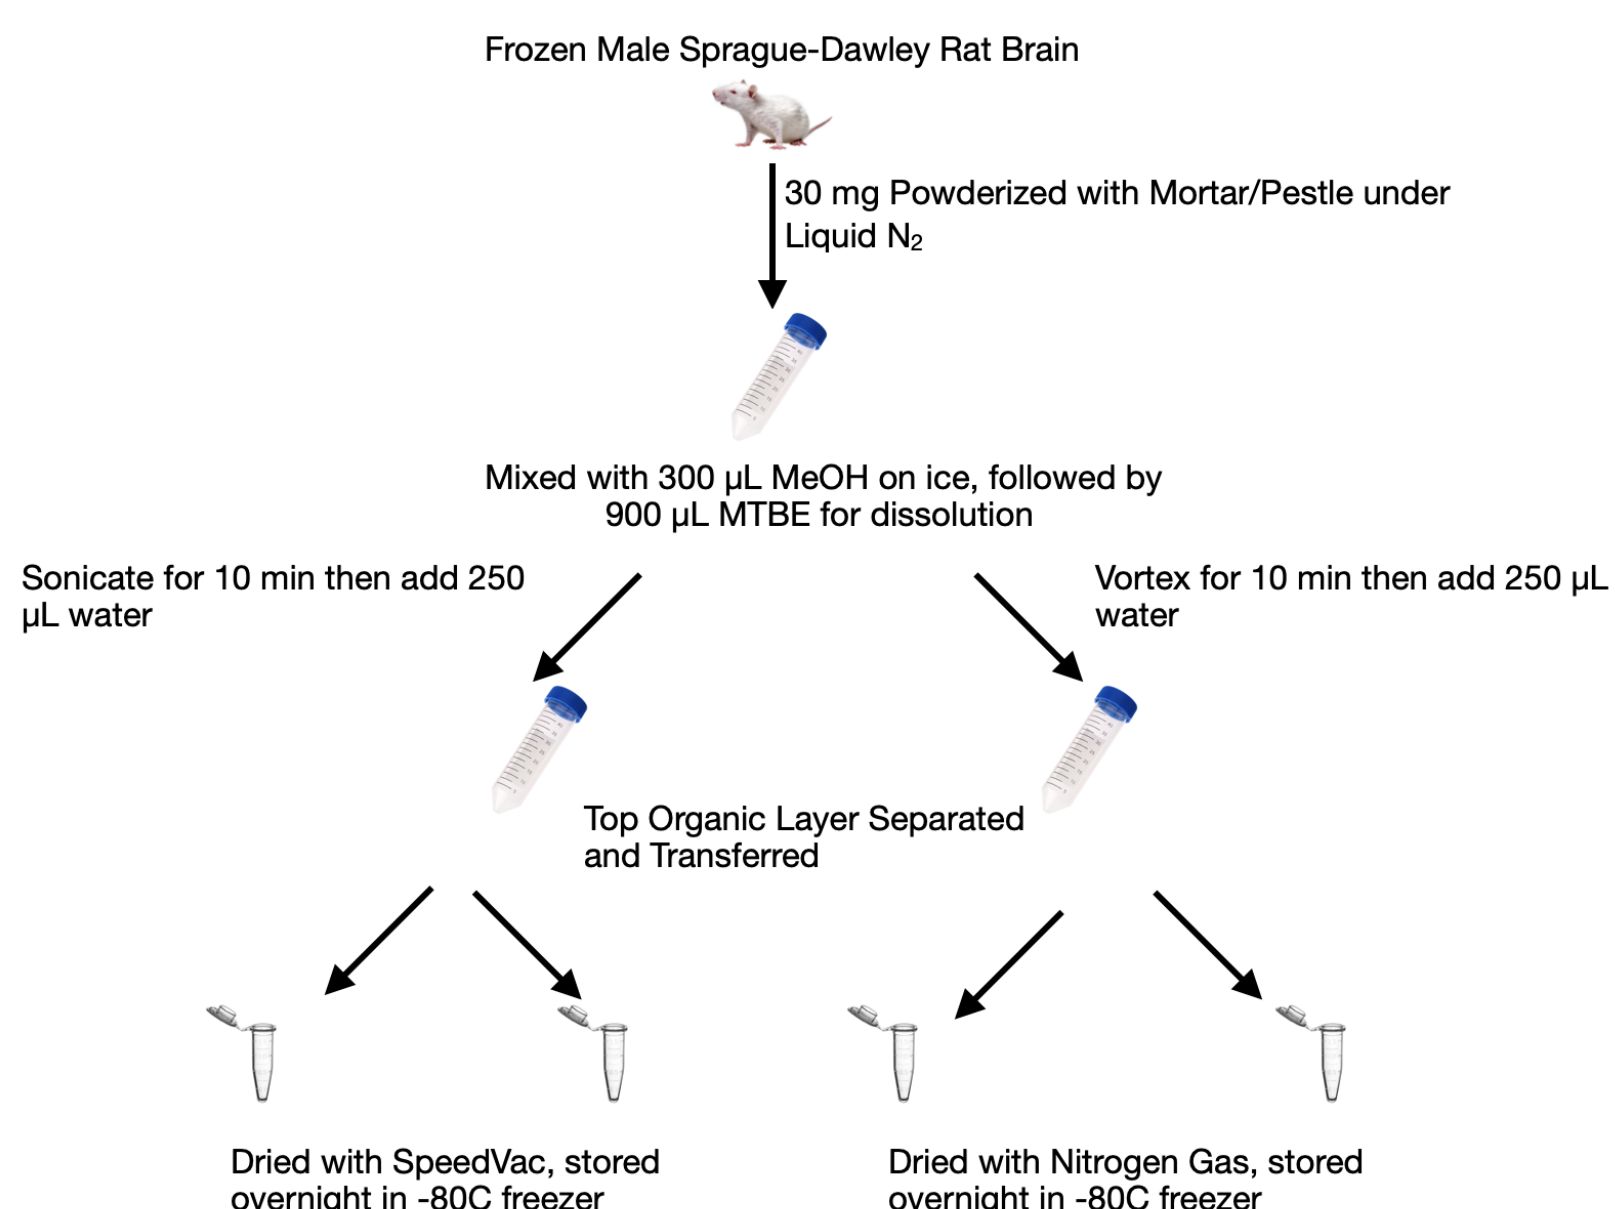 Frozen Male Sprague-Dawley Rat Brain
30 mg Powderized with Mortar/Pestle under
Liquid N₂
Mixed with 300 µL MeOH on ice, followed by
900 µL MTBE for dissolution
Sonicate for 10 min then add 250
µL water
Vortex for 10 min then add 250 µL
water
Top Organic Layer Separated
and Transferred
Dried with SpeedVac, stored
overnight in -80C freezer
Dried with Nitrogen Gas, stored
overnight in -80C freezer